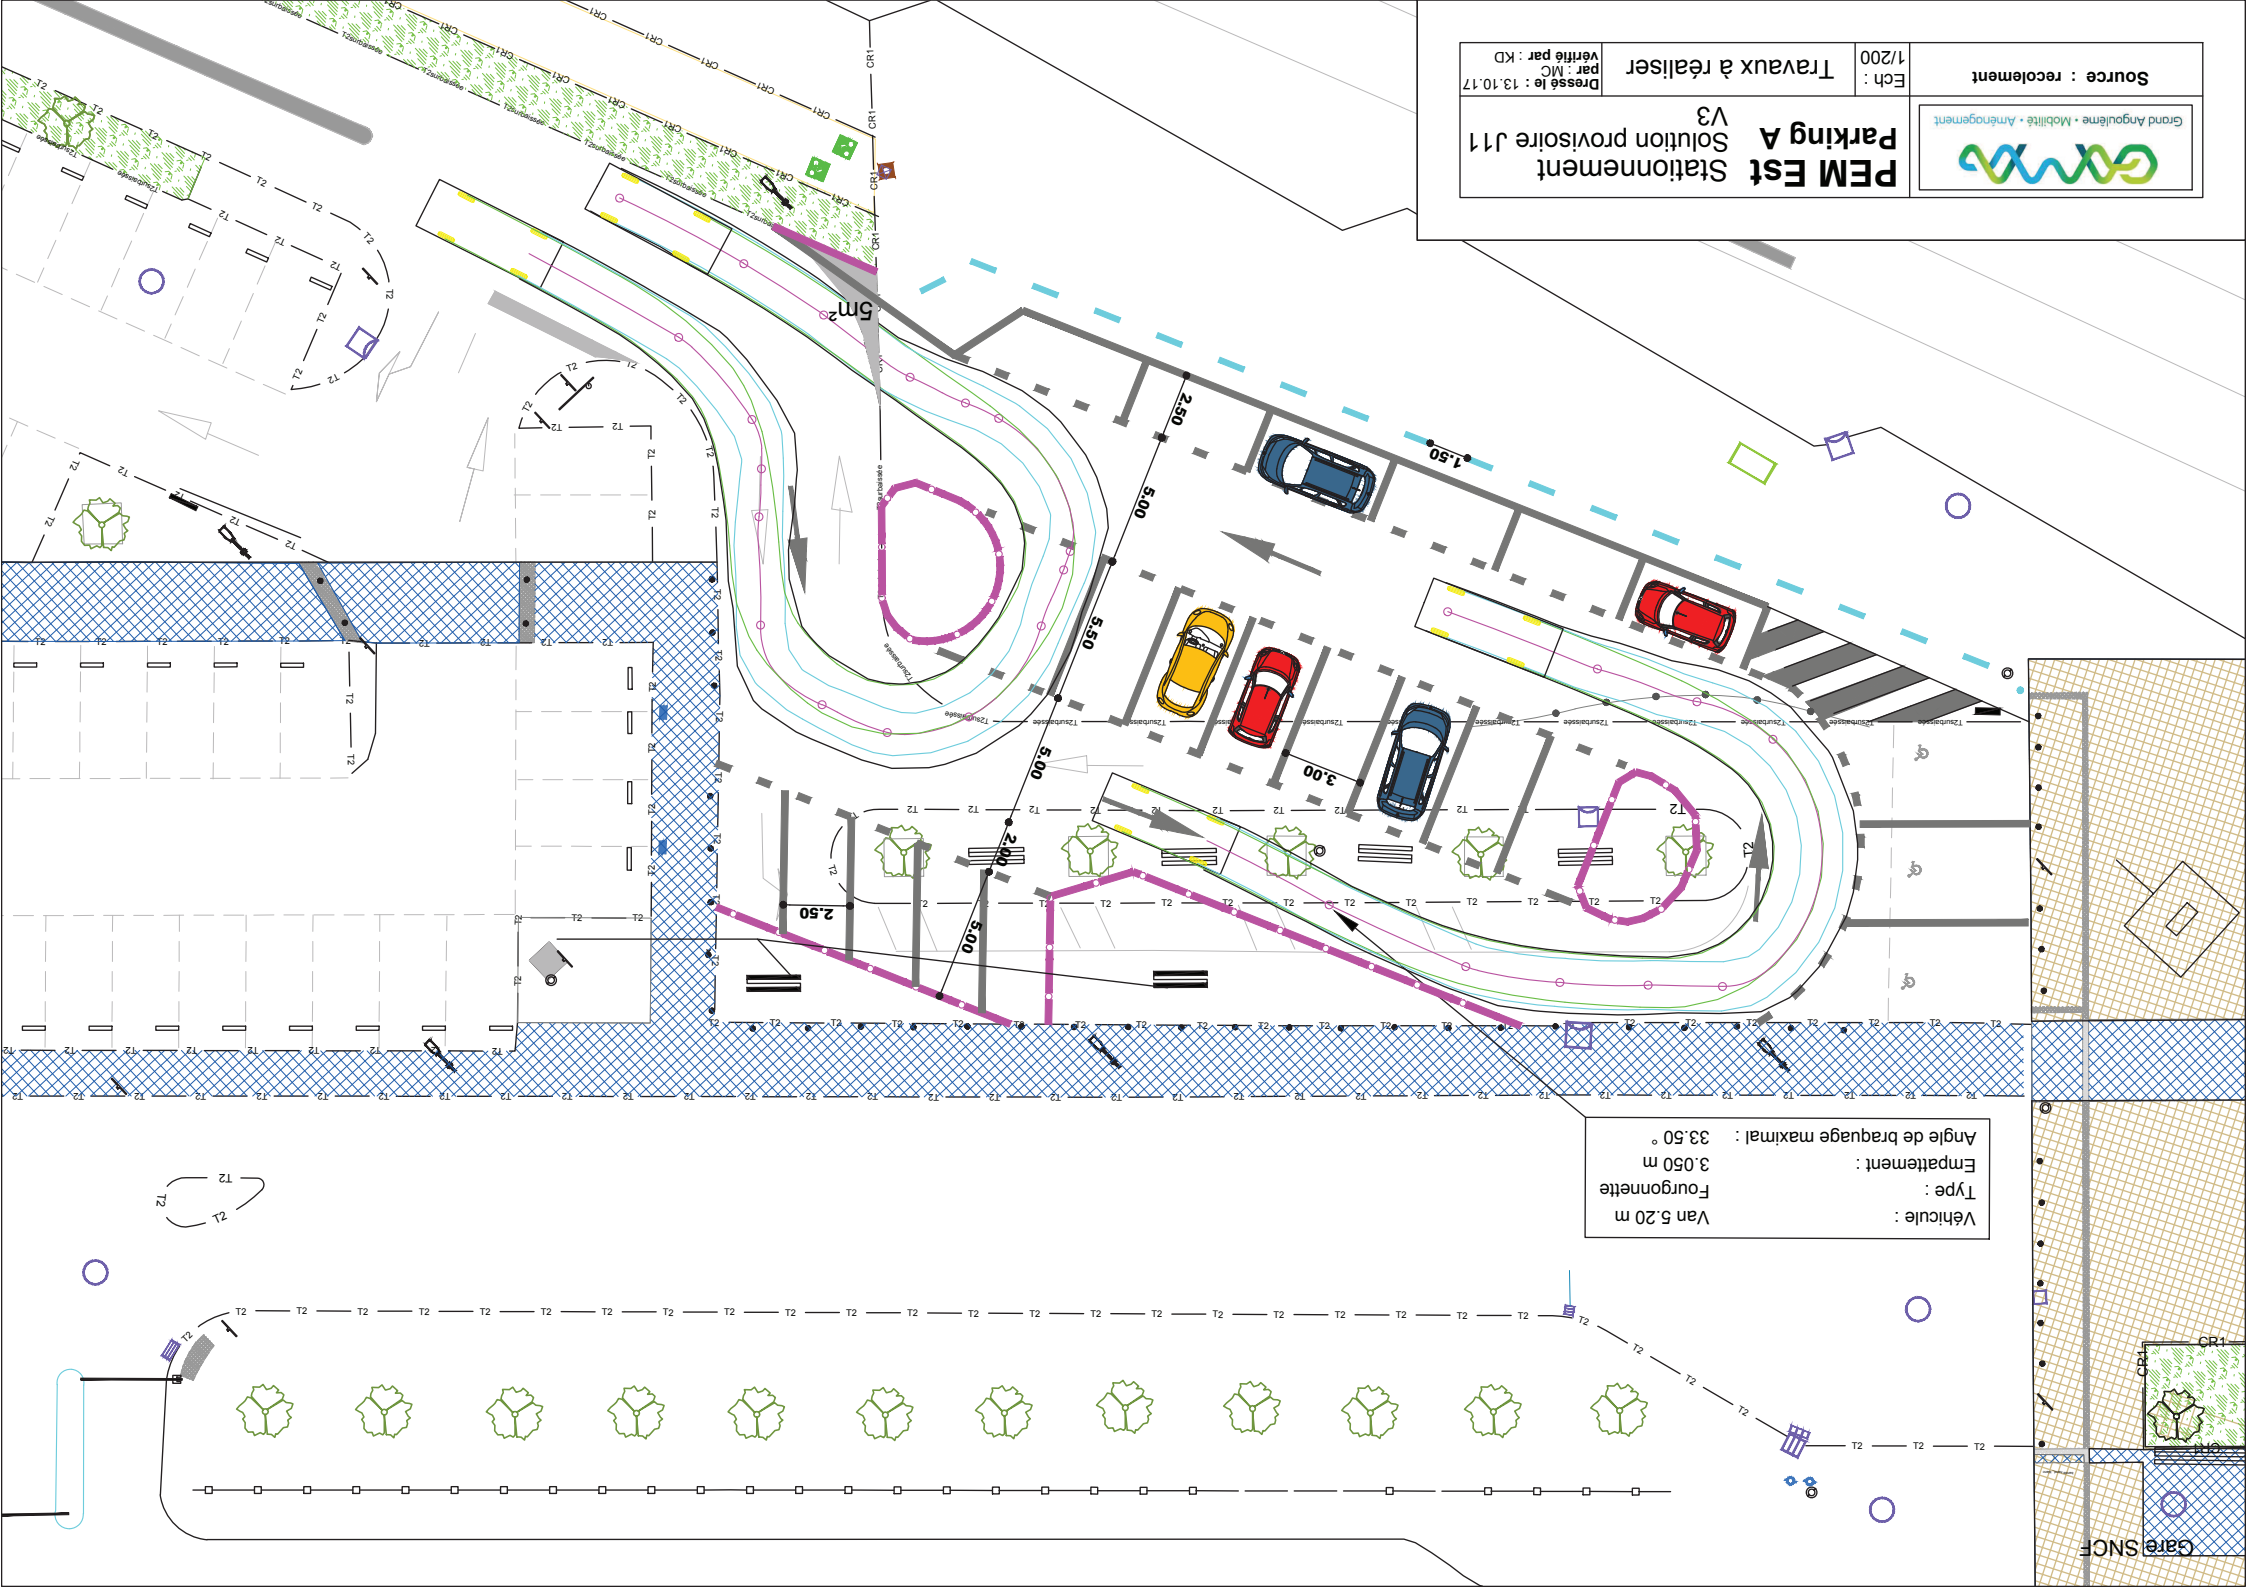 Grand Angoulême • Mobilité • Aménagement
PEM Est
Parking A
Stationnement
Solution provisoire J11
V3
Source : recolement
Ech :
1/200
Travaux à réaliser
Dressé le : 13.10.17
par : MC
vérifié par : KD
Véhicule : Van 5.20 m
Type : Fourgonnette
Empattement : 3.050 m
Angle de braquage maximal : 33.50 °
Gare SNCF
5m²
2.50
5.00
5.50
5.00
2.00
5.00
2.50
3.00
1.50
T2
T2surbaissée
CR1